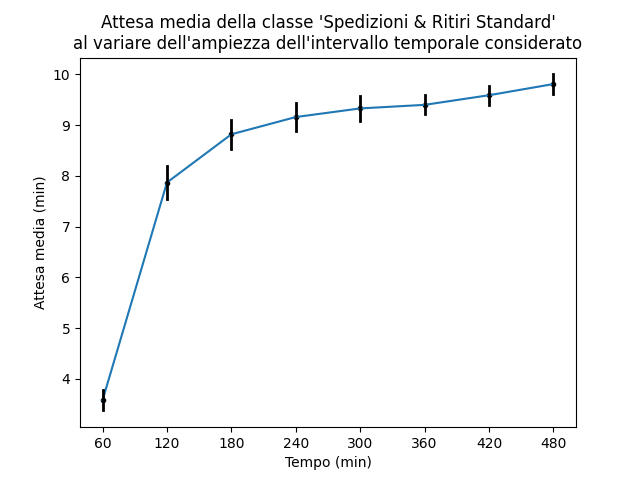 Attesa media della classe 'Spedizioni & Ritiri Standard'
al variare dell'ampiezza dell'intervallo temporale considerato
Attesa media (min)
10
9
8
7
6
5
4
60 120 180 240 300 360 420 480
Tempo (min)